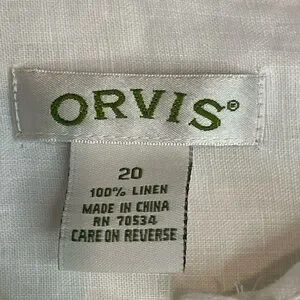 ORVIS®
20
100% LINEN
MADE IN CHINA
RN 70534
CARE ON REVERSE